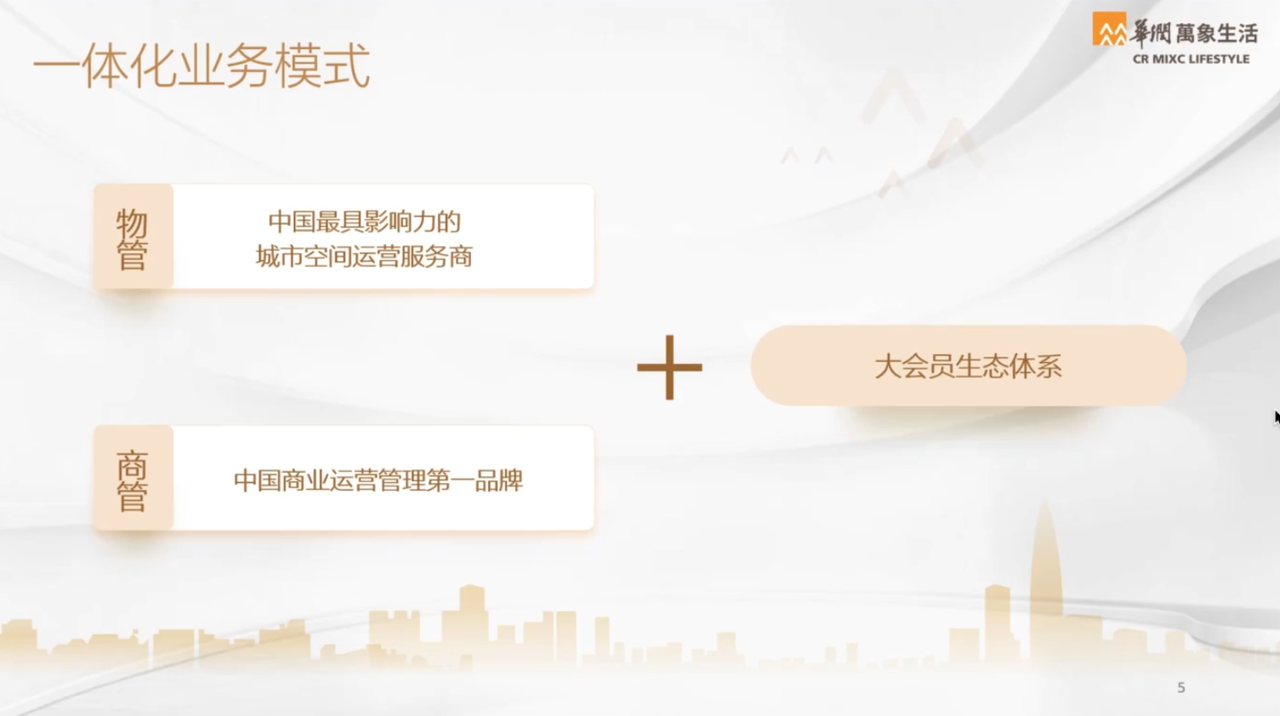 一体化业务模式
華潤萬象生活
CR MIXC LIFESTYLE
物管
中国最具影响力的
城市空间运营服务商
大会员生态体系
商管
中国商业运营管理第一品牌
5